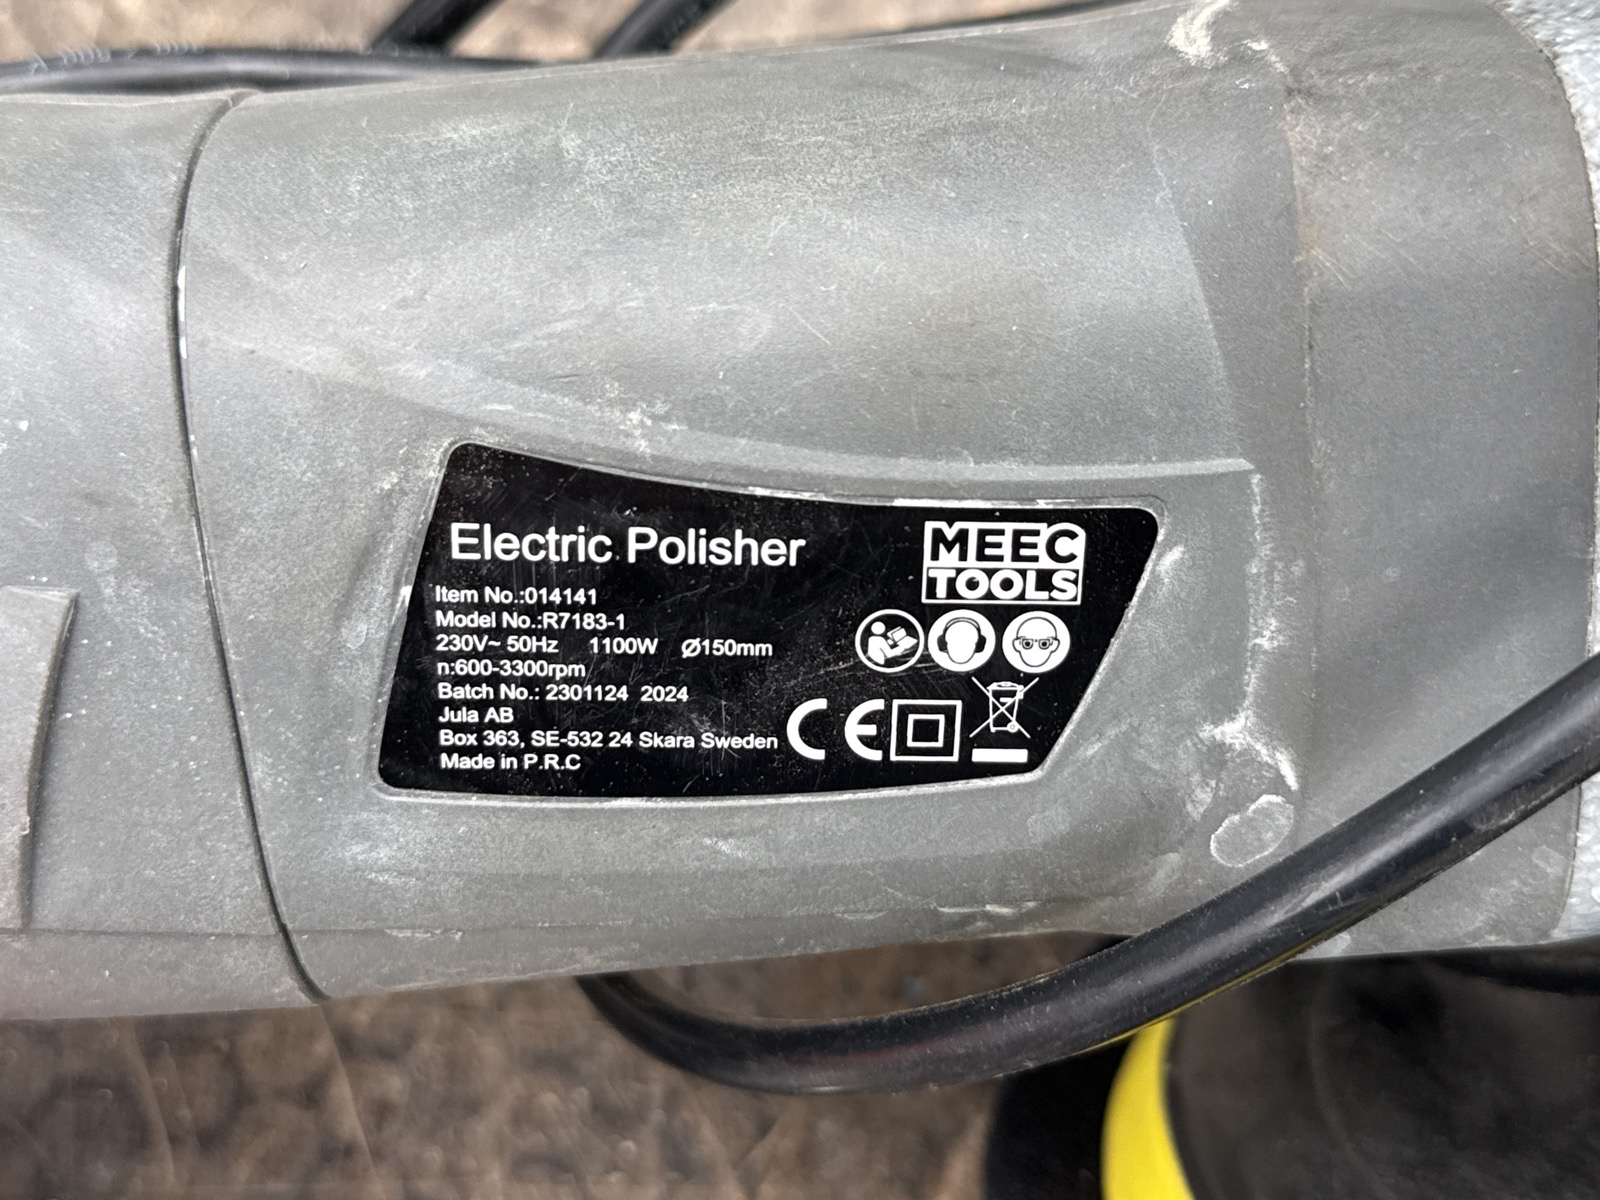 Electric Polisher
MEEC
TOOLS
Item No.:014141
Model No.:R7183-1
230V~ 50Hz 1100W Ø150mm
n:600-3300rpm
Batch No.: 2301124 2024
Jula AB
Box 363, SE-532 24 Skara Sweden
Made in P.R.C
CE